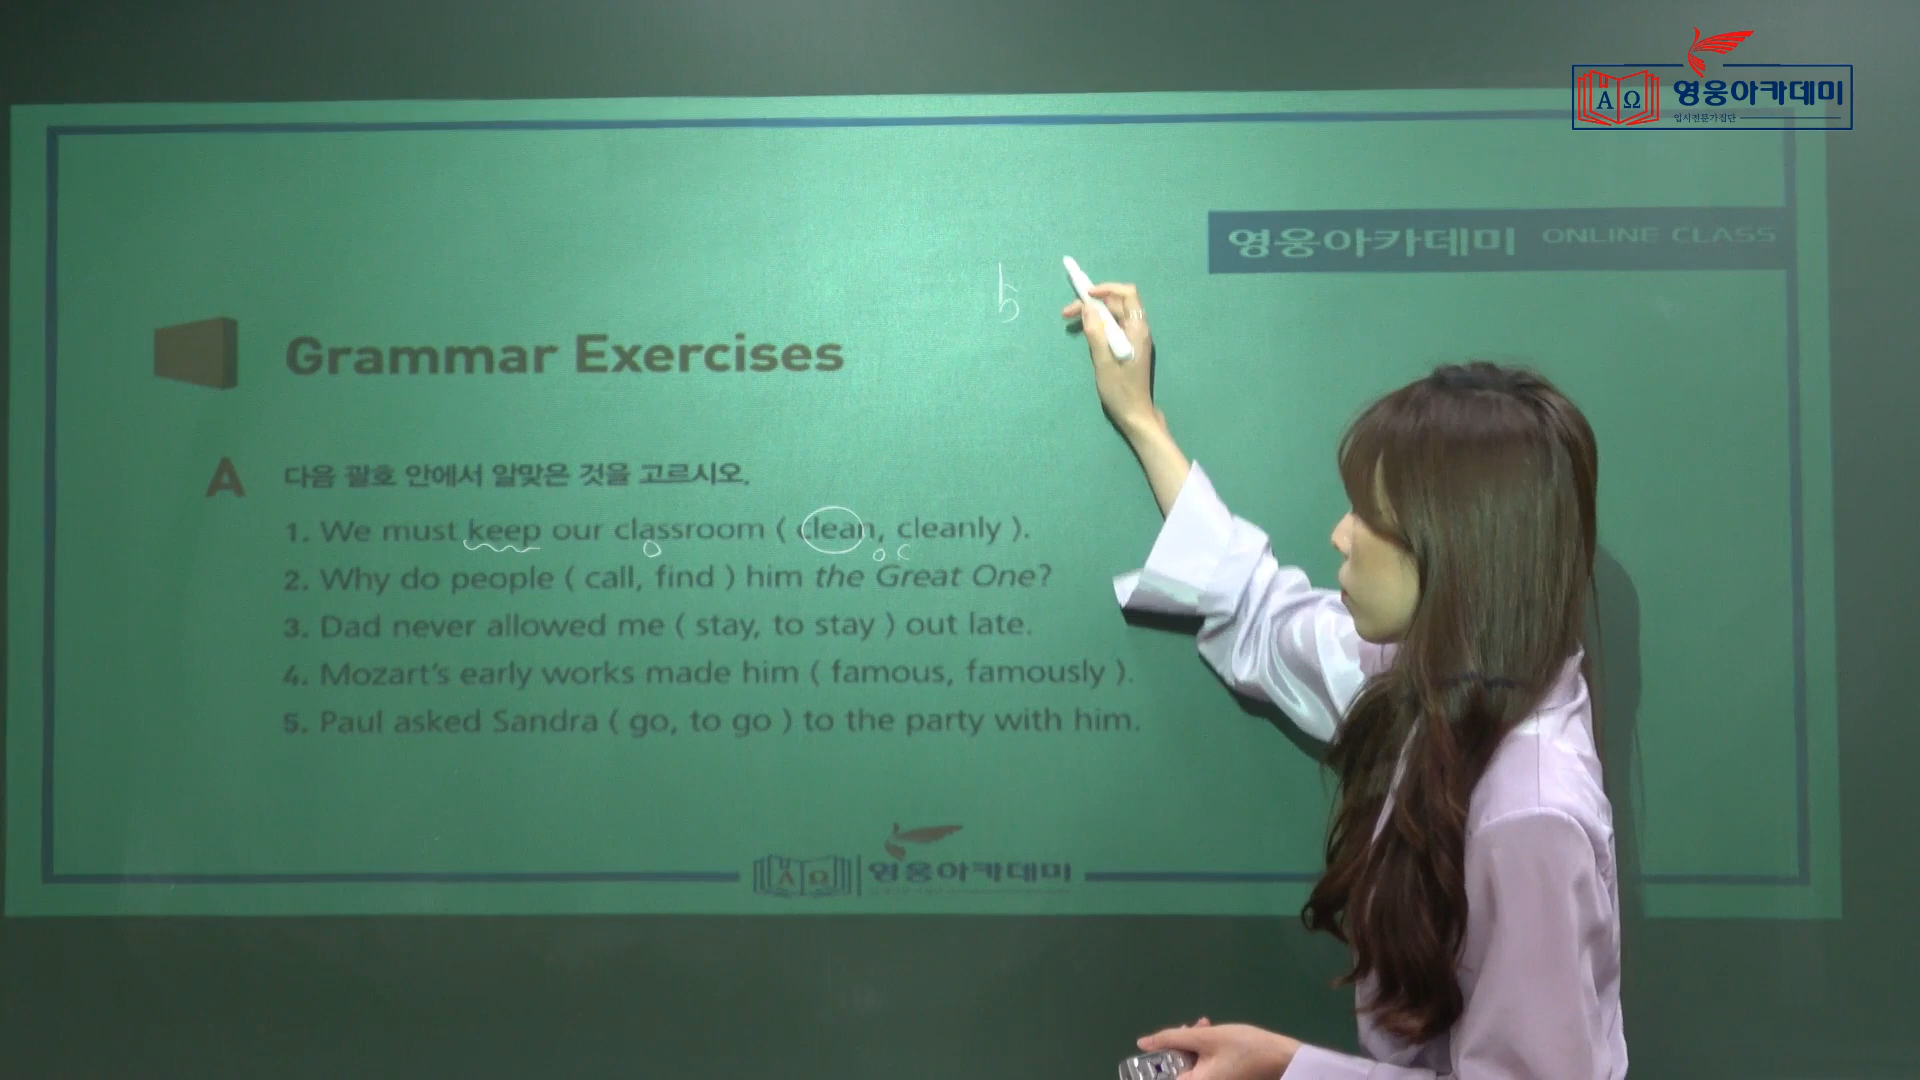 ΑΩ 영웅아카데미
입시전문가집단
영웅아카데미 ONLINE CLASS
5
Grammar Exercises
A 다음 괄호 안에서 알맞은 것을 고르시오.
1. We must keep our classroom ( clean, cleanly ).
o o c
2. Why do people ( call, find ) him the Great One?
3. Dad never allowed me ( stay, to stay ) out late.
4. Mozart's early works made him ( famous, famously ).
5. Paul asked Sandra ( go, to go ) to the party with him.
ΑΩ 영웅아카데미